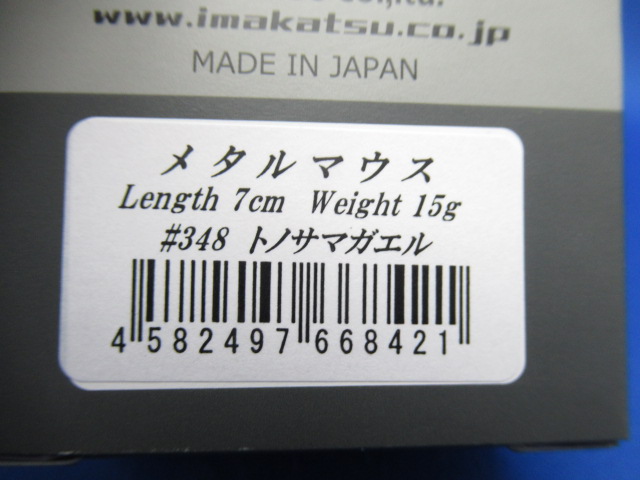 www.imakatsu.co.jp
MADE IN JAPAN
メタルマウス
Length 7cm Weight 15g
#348 トノサマガエル
4 582497 668421